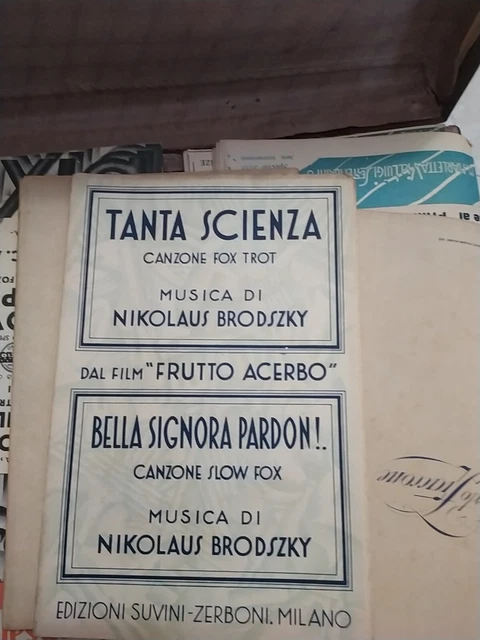 TANTA SCIENZA
CANZONE FOX TROT
MUSICA DI
NIKOLAUS BRODSZKY
DAL FILM "FRUTTO ACERBO"
BELLA SIGNORA PARDON!.
CANZONE SLOW FOX
MUSICA DI
NIKOLAUS BRODSZKY
EDIZIONI SUVINI-ZERBONI. MILANO